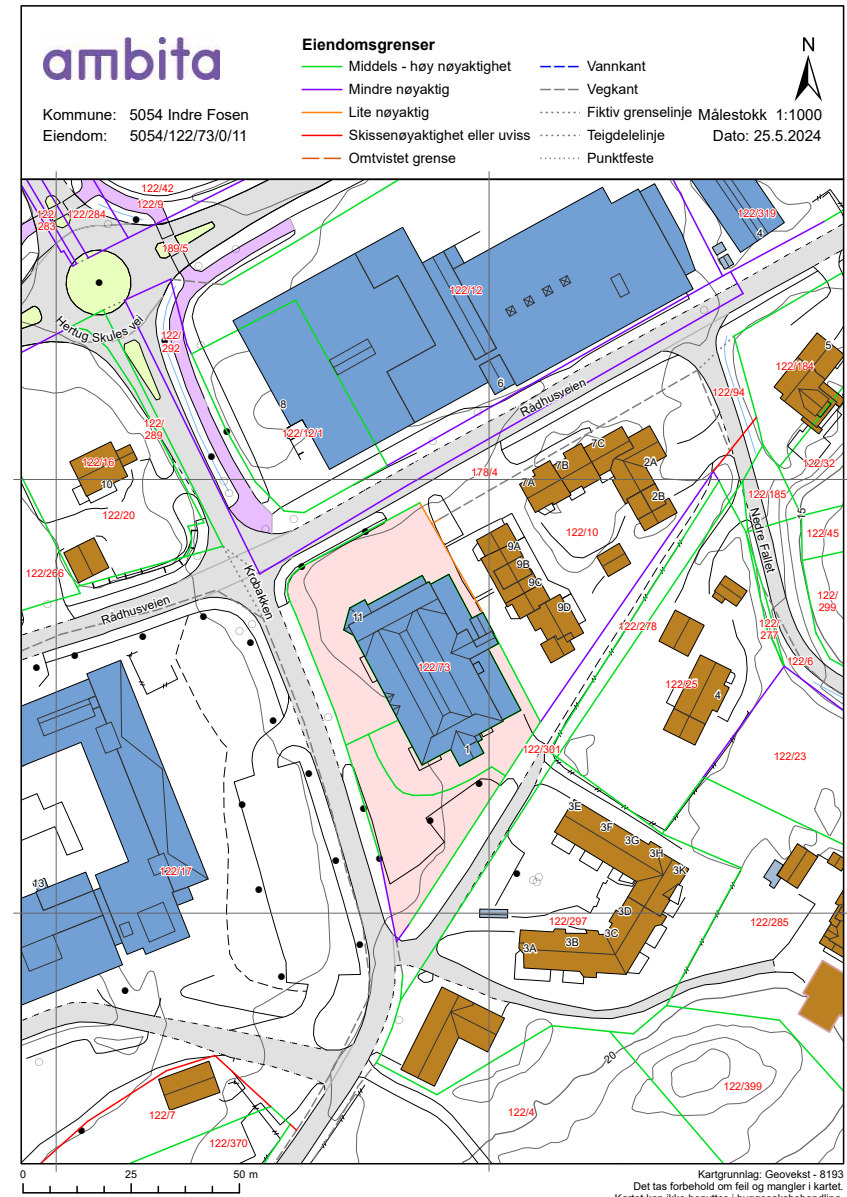 ambita
Kommune: 5054 Indre Fosen
Eiendom: 5054/122/73/0/11
Eiendomsgrenser
Middels - høy nøyaktighet
Mindre nøyaktig
Lite nøyaktig
Skissenøyaktighet eller uviss
Omtvistet grense
Vannkant
Vegkant
Fiktiv grenselinje
Teigdelelinje
Punktfeste
N
Målestokk 1:1000
Dato: 25.5.2024
122/42
122/9
122/
283
122/284
189/5
122/319
4
122/12
Hertug Skules vei
122/
292
5
122/184
6
Rådhusveien
122/94
8
122/12/1
122/
289
122/16
10
178/4
7A
7B
7C
2A
2B
122/32
122/185
15
122/20
122/10
Nedre Fallet
122/45
122/266
9A
9B
9C
9D
Krobakken
Rådhusveien
11
122/73
1
122/278
122/
277
122/
299
122/6
122/25
4
122/301
122/23
3E
3F
3G
3H
3K
13
122/17
3D
3C
3B
3A
122/297
122/285
20
122/399
122/7
122/4
122/370
0 25 50 m
Kartgrunnlag: Geovekst - 8193
Det tas forbehold om feil og mangler i kartet.
Kartet kan ikke benyttes i byggesaksbehandling.